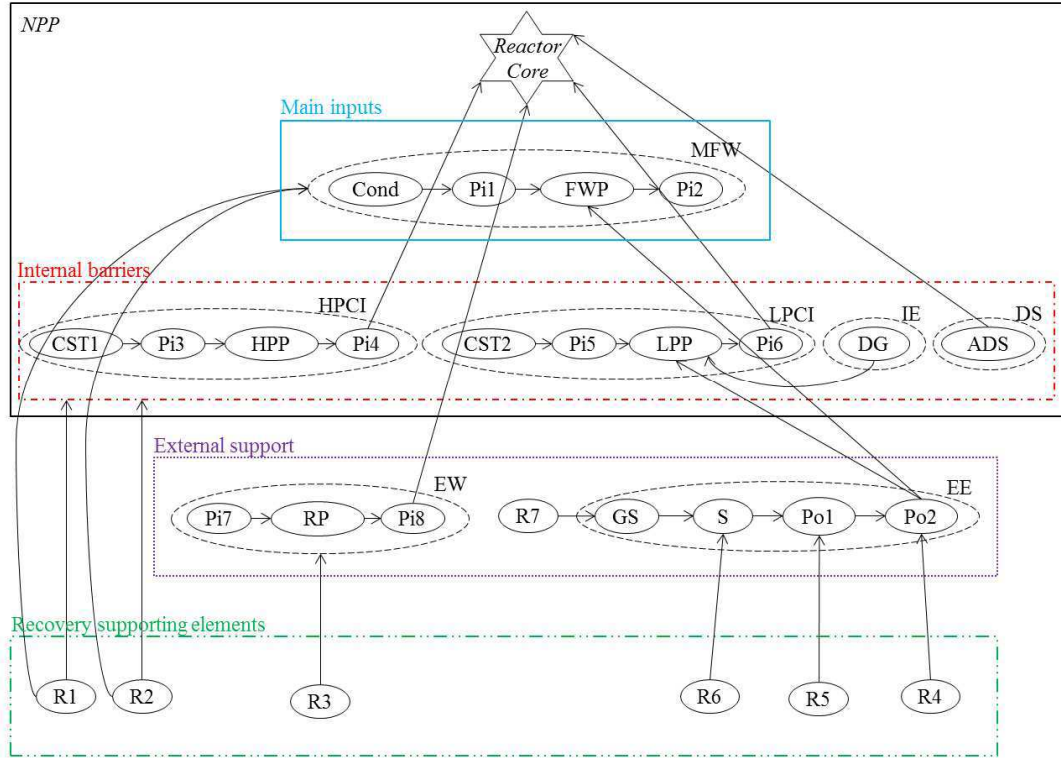 NPP
Reactor
Core
Main inputs
MFW
Cond
Pi1
FWP
Pi2
Internal barriers
HPCI
LPCI
IE
DS
CST1
Pi3
HPP
Pi4
CST2
Pi5
LPP
Pi6
DG
ADS
External support
EW
EE
Pi7
RP
Pi8
R7
GS
S
Po1
Po2
Recovery supporting elements
R1
R2
R3
R6
R5
R4